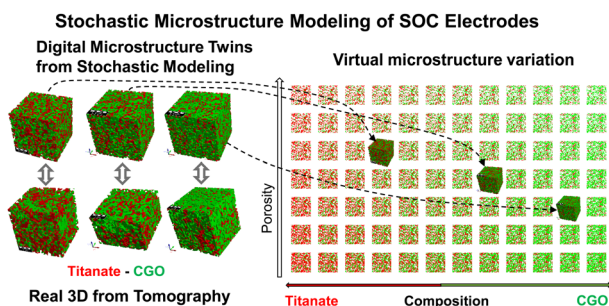 Stochastic Microstructure Modeling of SOC Electrodes
Digital Microstructure Twins
from Stochastic Modeling
Virtual microstructure variation
Porosity
Titanate - CGO
Real 3D from Tomography
Titanate
Composition
CGO